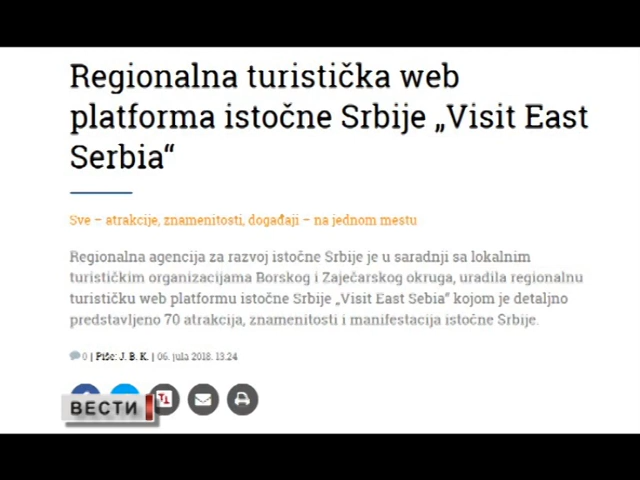 Regionalna turistička web
platforma istočne Srbije „Visit East
Serbia“
Sve – atrakcije, znamenitosti, događaji – na jednom mestu
Regionalna agencija za razvoj istočne Srbije je u saradnji sa lokalnim
turističkim organizacijama Borskog i Zaječarskog okruga, uradila regionalnu
turističku web platformu istočne Srbije „Visit East Sebia“ kojom je detaljno
predstavljeno 70 atrakcija, znamenitosti i manifestacija istočne Srbije.
0 | Piše: J. B. K. | 06. jula 2018. 13:24
ВЕСТИ